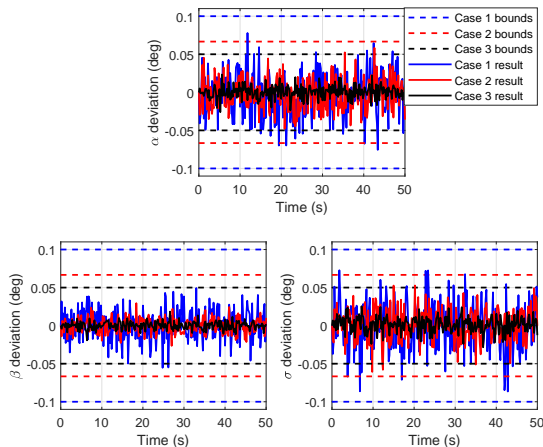 0.1
0.05
0
-0.05
-0.1
α deviation (deg)
0 10 20 30 40 50
Time (s)
Case 1 bounds
Case 2 bounds
Case 3 bounds
Case 1 result
Case 2 result
Case 3 result
0.1
0.05
0
-0.05
-0.1
β deviation (deg)
0 10 20 30 40 50
Time (s)
0.1
0.05
0
-0.05
-0.1
σ deviation (deg)
0 10 20 30 40 50
Time (s)